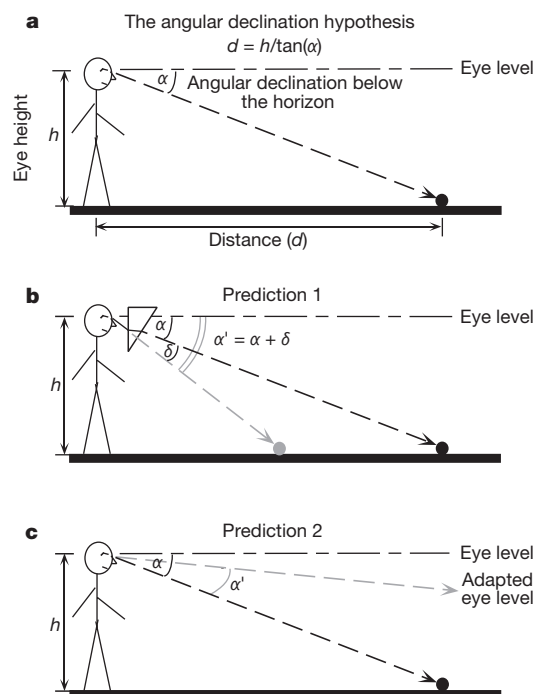 a
The angular declination hypothesis
d = h/tan(α)
Eye level
α
Angular declination below
the horizon
Eye height
h
Distance (d)
b
Prediction 1
Eye level
α
α' = α + δ
δ
h
c
Prediction 2
Eye level
α
α'
Adapted
eye level
h